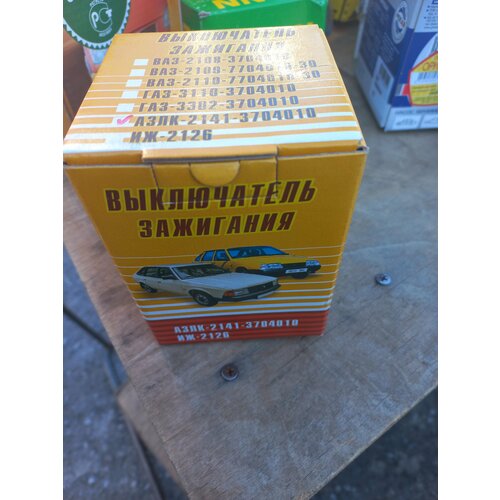 ВЫКЛЮЧАТЕЛЬ
ЗАЖИГАНИЯ
ВАЗ-2108-3704010
ГАЗ-3110-3704010
ГАЗ-3302-3704010
АЗЛК-2141-3704010
ИЖ-2126
ВЫКЛЮЧАТЕЛЬ
ЗАЖИГАНИЯ
АЗЛК-2141-3704010
ИЖ-2126